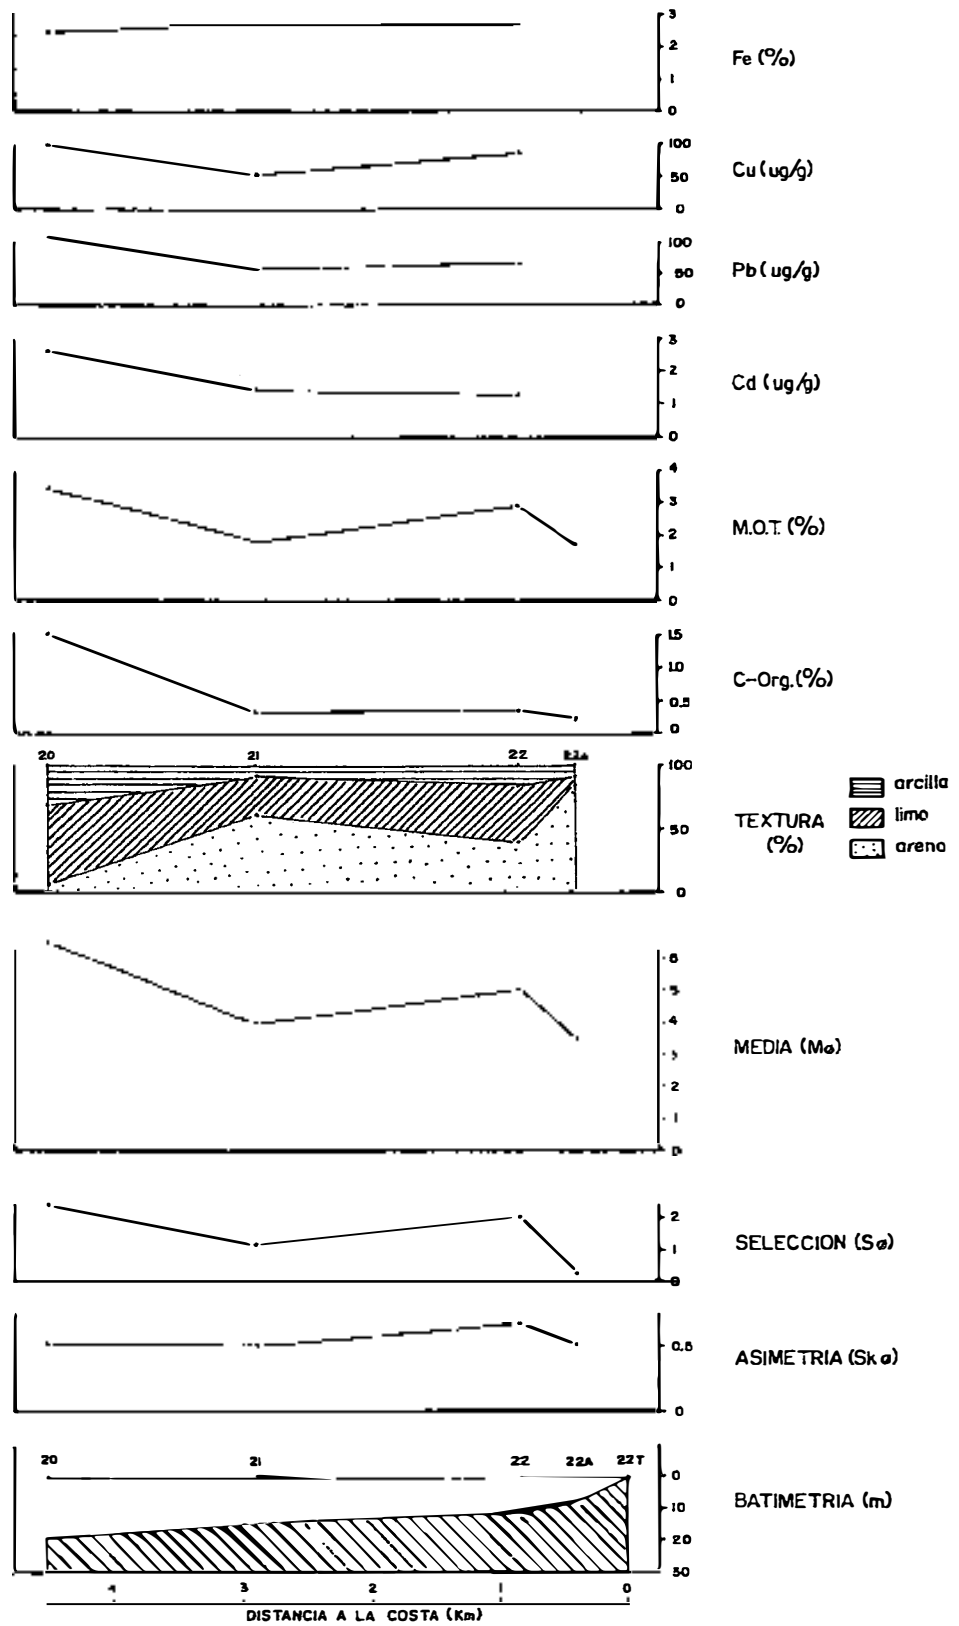 3
2
1
0
Fe (%)
100
50
0
Cu (ug/g)
100
50
0
Pb (ug/g)
3
2
1
0
Cd (ug/g)
4
3
2
1
0
M.O.T. (%)
1.5
1.0
0.5
0
C-Org.(%)
20 21 22
100
50
0
TEXTURA
(%)
arcilla
limo
arena
6
5
4
3
2
1
0
MEDIA (Mø)
2
1
0
SELECCION (Sø)
0.5
0
ASIMETRIA (Skø)
20 21 22 22A 22T
0
10
20
30
BATIMETRIA (m)
4 3 2 1 0
DISTANCIA A LA COSTA (Km)